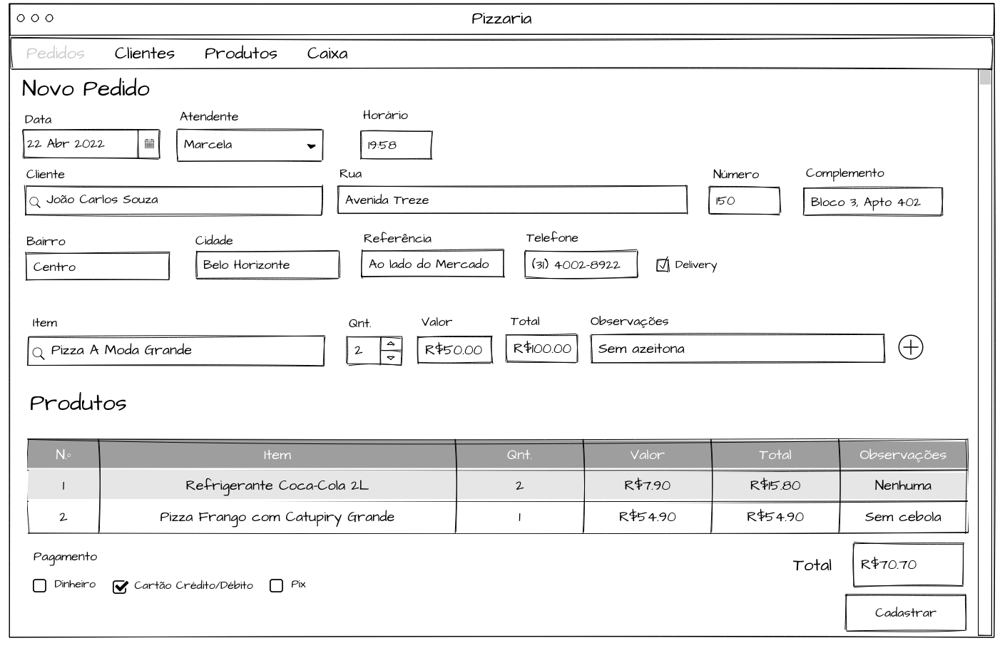 Pizzaria
Pedidos Clientes Produtos Caixa
Novo Pedido
Data Atendente Horário
22 Abr 2022 Marcela 19:58
Cliente Rua Número Complemento
João Carlos Souza Avenida Treze 150 Bloco 3, Apto 402
Bairro Cidade Referência Telefone
Centro Belo Horizonte Ao lado do Mercado (31) 4002-8922 Delivery
Item Qnt. Valor Total Observações
Pizza A Moda Grande 2 R$50.00 R$100.00 Sem azeitona
Produtos
N.º Item Qnt. Valor Total Observações
1 Refrigerante Coca-Cola 2L 2 R$7.90 R$15.80 Nenhuma
2 Pizza Frango com Catupiry Grande 1 R$54.90 R$54.90 Sem cebola
Pagamento
Total R$70.70
Dinheiro Cartão Crédito/Débito Pix
Cadastrar